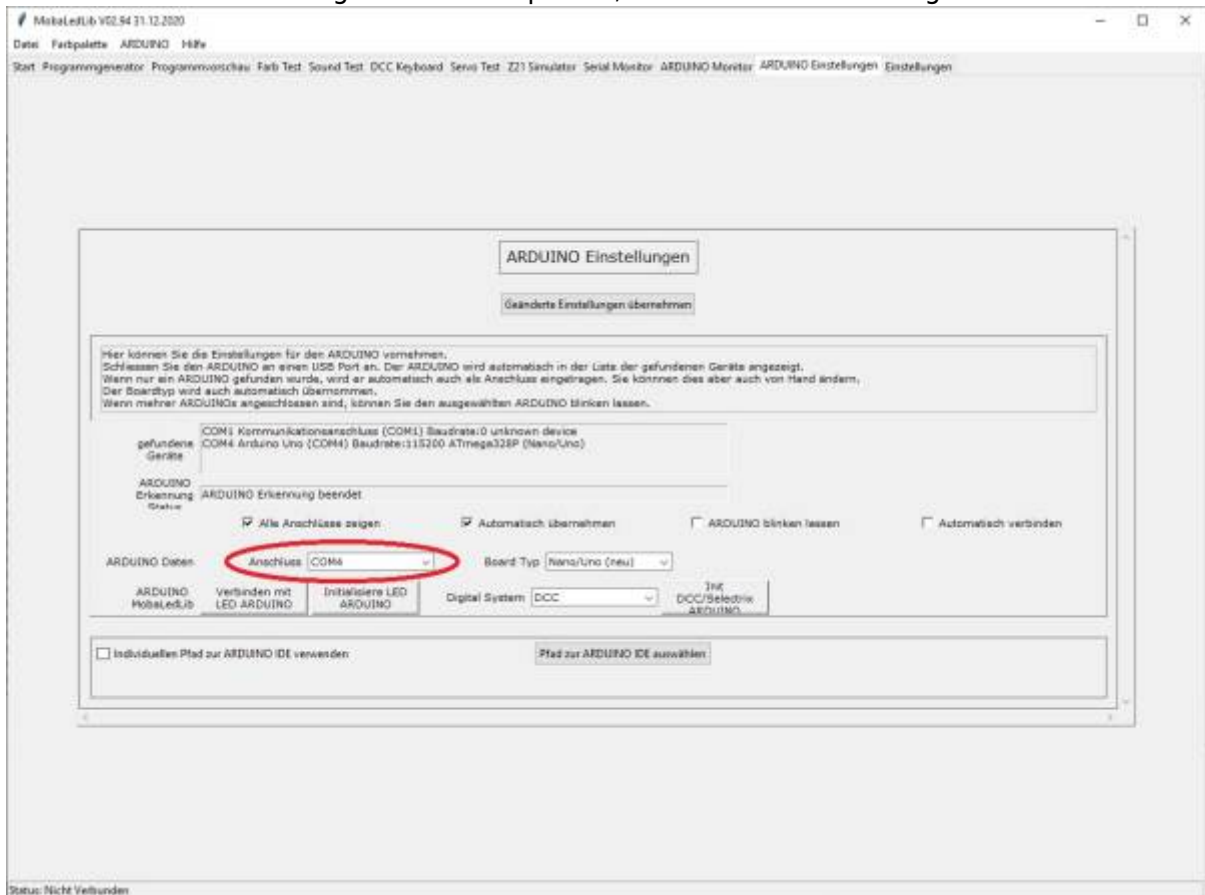 MobaLedLib V02.94 31.12.2020
Datei Farbpalette ARDUINO Hilfe
Start Programmgenerator Programmvorschau Farb Test Sound Test DCC Keyboard Servo Test Z21 Simulator Serial Monitor ARDUINO Monitor ARDUINO Einstellungen Einstellungen
ARDUINO Einstellungen
Geänderte Einstellungen übernehmen
Hier können Sie die Einstellungen für den ARDUINO vornehmen.
Schliessen Sie den ARDUINO an einen USB Port an. Der ARDUINO wird automatisch in der Liste der gefundenen Geräte angezeigt.
Wenn nur ein ARDUINO gefunden wurde, wird er automatisch auch als Anschluss eingetragen. Sie könnnen dies aber auch von Hand ändern.
Der Boardtyp wird auch automatisch übernommen.
Wenn mehrer ARDUINOs angeschlossen sind, können Sie den ausgewählten ARDUINO blinken lassen.
gefundene Geräte
COM1 Kommunikationsanschluss (COM1) Baudrate:0 unknown device
COM4 Arduino Uno (COM4) Baudrate:115200 ATmega328P (Nano/Uno)
ARDUINO Erkennung Status
ARDUINO Erkennung beendet
Alle Anschlüsse zeigen Automatisch übernehmen ARDUINO blinken lassen Automatisch verbinden
ARDUINO Daten Anschluss COM4 Board Typ Nano/Uno (neu)
ARDUINO MobaLedLib
Verbinden mit LED ARDUINO
Initialisiere LED ARDUINO
Digital System DCC
Init DCC/Selectrix ARDUINO
Individuellen Pfad zur ARDUINO IDE verwenden Pfad zur ARDUINO IDE auswählen
Status: Nicht Verbunden